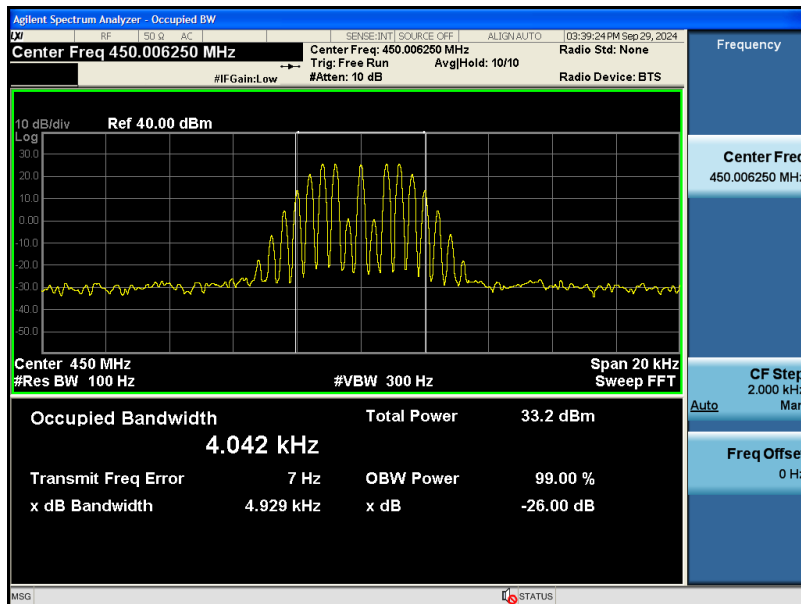 Agilent Spectrum Analyzer - Occupied BW
LXI RF 50 Ω AC SENSE:INT SOURCE OFF ALIGN AUTO 03:39:24 PM Sep 29, 2024
Center Freq 450.006250 MHz
Center Freq: 450.006250 MHz Radio Std: None
Trig: Free Run Avg|Hold: 10/10
#IFGain:Low #Atten: 10 dB Radio Device: BTS
10 dB/div Ref 40.00 dBm
Log
30.0
20.0
10.0
0.00
-10.0
-20.0
-30.0
-40.0
-50.0
Center 450 MHz Span 20 kHz
#Res BW 100 Hz #VBW 300 Hz Sweep FFT
Occupied Bandwidth Total Power 33.2 dBm
4.042 kHz
Transmit Freq Error 7 Hz OBW Power 99.00 %
x dB Bandwidth 4.929 kHz x dB -26.00 dB
MSG STATUS
Frequency
Center Freq
450.006250 MHz
CF Step
2.000 kHz
Auto Man
Freq Offset
0 Hz